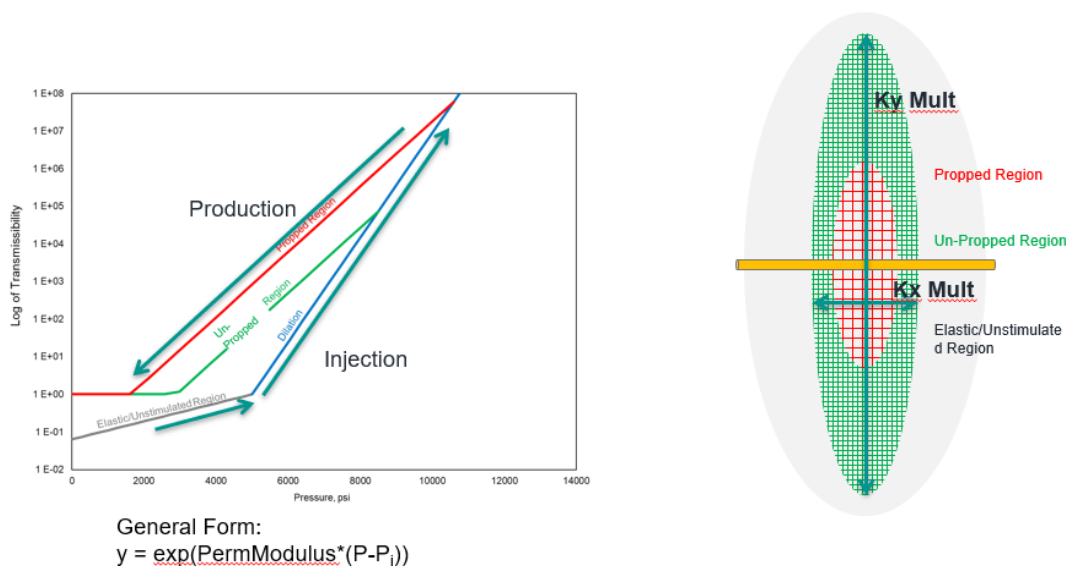 1 E+08
1 E+07
1 E+06
1 E+05
1 E+04
1 E+03
1 E+02
1 E+01
1 E+00
1 E-01
1 E-02
Log of Transmissibility
0
2000
4000
6000
8000
10000
12000
14000
Pressure, psi
Production
Propped Region
Un-
Propped Region
Dilation
Injection
Elastic/Unstimulated Region
General Form:
y = exp(PermModulus*(P-Pi))
Ky Mult
Propped Region
Un-Propped Region
Kx Mult
Elastic/Unstimulate
d Region